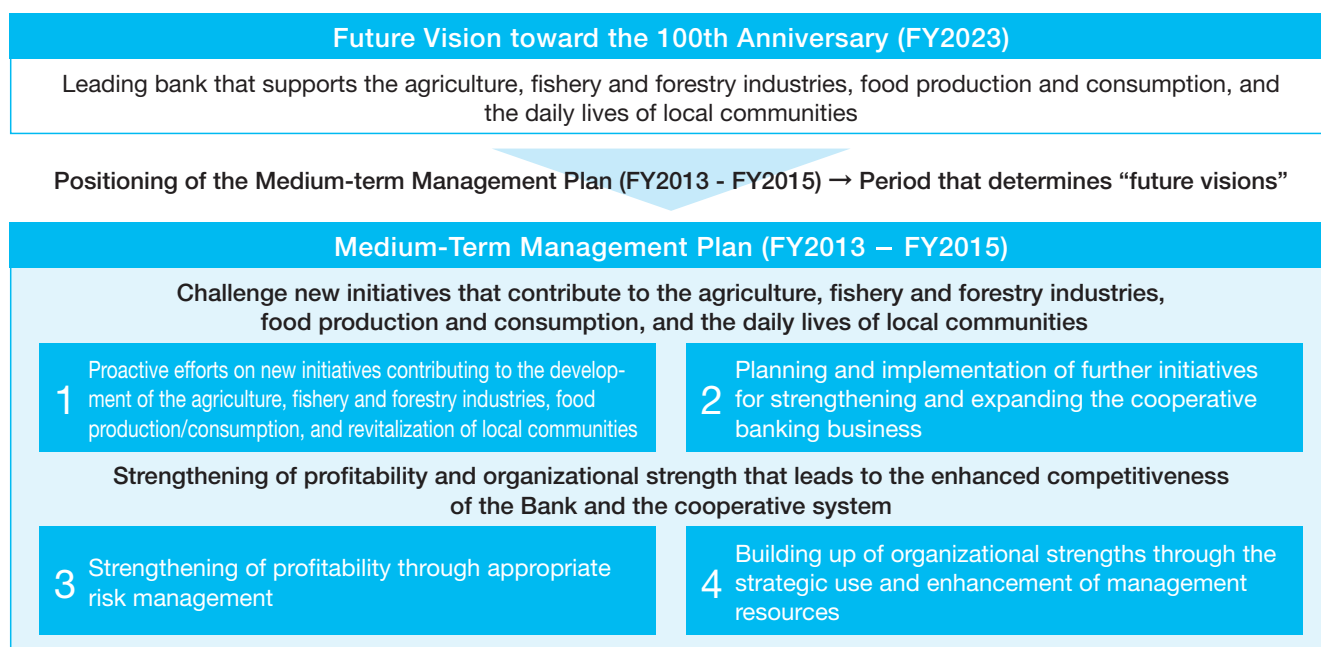 Future Vision toward the 100th Anniversary (FY2023)
Leading bank that supports the agriculture, fishery and forestry industries, food production and consumption, and
the daily lives of local communities
Positioning of the Medium-term Management Plan (FY2013 - FY2015) → Period that determines “future visions”
Medium-Term Management Plan (FY2013 – FY2015)
Challenge new initiatives that contribute to the agriculture, fishery and forestry industries,
food production and consumption, and the daily lives of local communities
1
Proactive efforts on new initiatives contributing to the develop-
ment of the agriculture, fishery and forestry industries, food
production/consumption, and revitalization of local communities
2
Planning and implementation of further initiatives
for strengthening and expanding the cooperative
banking business
Strengthening of profitability and organizational strength that leads to the enhanced competitiveness
of the Bank and the cooperative system
3
Strengthening of profitability through appropriate
risk management
4
Building up of organizational strengths through the
strategic use and enhancement of management
resources